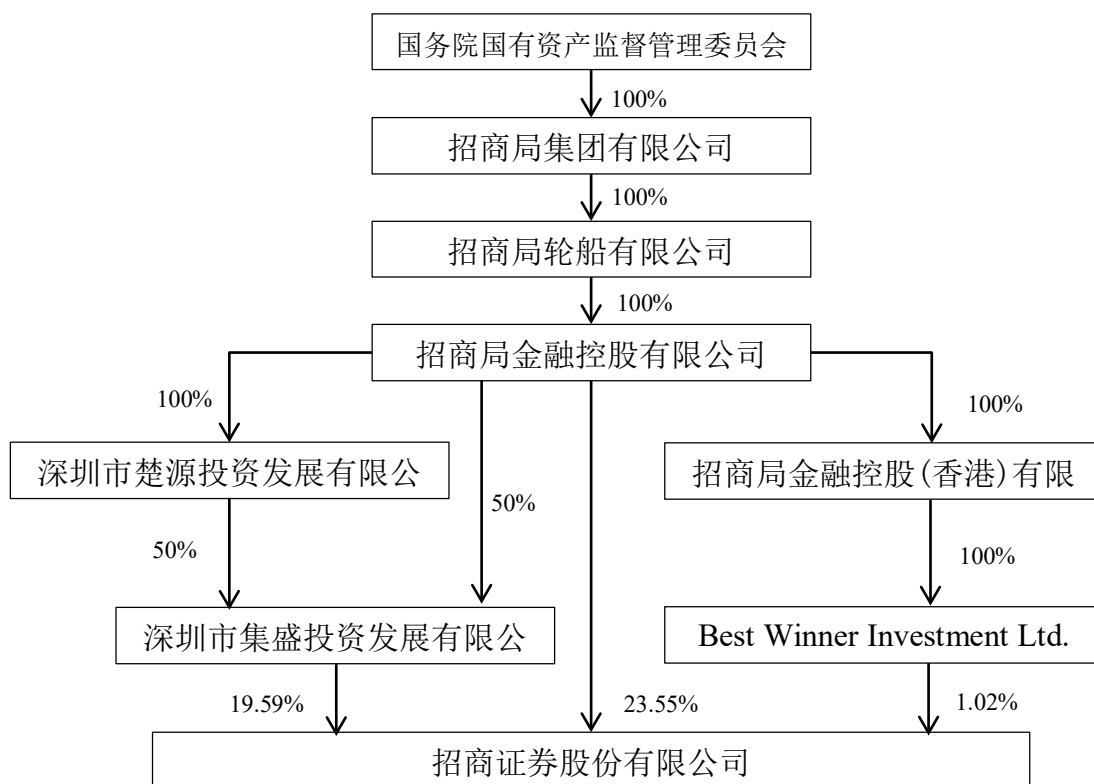 国务院国有资产监督管理委员会
100%
招商局集团有限公司
100%
招商局轮船有限公司
100%
招商局金融控股有限公司
100%
100%
深圳市楚源投资发展有限公
50%
招商局金融控股(香港)有限
50%
100%
深圳市集盛投资发展有限公
Best Winner Investment Ltd.
19.59%
23.55%
1.02%
招商证券股份有限公司